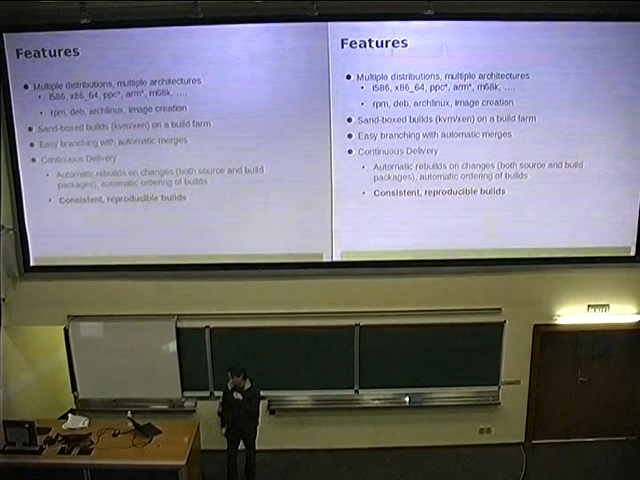 Features
• Multiple distributions, multiple architectures
• i586, x86_64, ppc*, arm*, m68k, ....
• rpm, deb, archlinux, image creation
• Sand-boxed builds (kvm/xen) on a build farm
• Easy branching with automatic merges
• Continuous Delivery
• Automatic rebuilds on changes (both source and build
packages), automatic ordering of builds
• Consistent, reproducible builds
Features
• Multiple distributions, multiple architectures
• i586, x86_64, ppc*, arm*, m68k, ....
• rpm, deb, archlinux, image creation
• Sand-boxed builds (kvm/xen) on a build farm
• Easy branching with automatic merges
• Continuous Delivery
• Automatic rebuilds on changes (both source and build
packages), automatic ordering of builds
• Consistent, reproducible builds